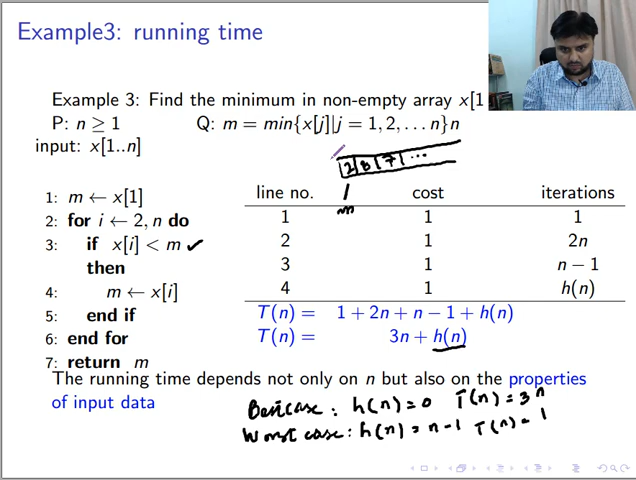 Example3: running time
Example 3: Find the minimum in non-empty array x[1
P: n ≥ 1 Q: m = min{x[j]|j = 1, 2, ... n}n
input: x[1..n]
2 8 7 ...
m
1: m ← x[1]
2: for i ← 2, n do
3: if x[i] < m ✓
then
4: m ← x[i]
5: end if
6: end for
7: return m
line no. cost iterations
1 1 1
2 1 2n
3 1 n − 1
4 1 h(n)
T(n) = 1 + 2n + n − 1 + h(n)
T(n) = 3n + h(n)
The running time depends not only on n but also on the properties
of input data
Best case: h(n)=0 T(n)=3n
Worst case: h(n)=n-1 T(n)= 1